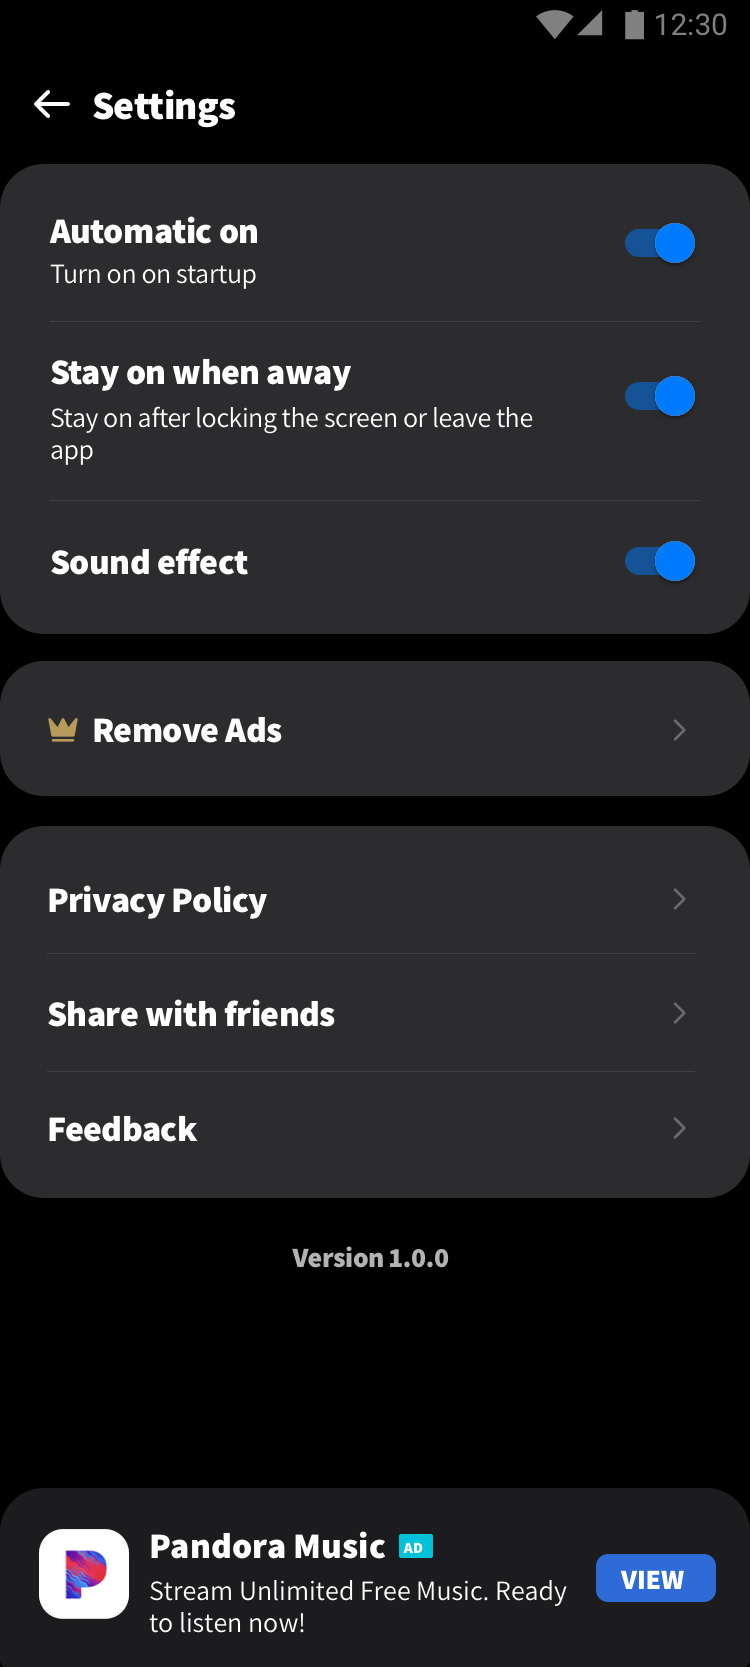 12:30
Settings
Automatic on
Turn on on startup
Stay on when away
Stay on after locking the screen or leave the
app
Sound effect
Remove Ads
Privacy Policy
Share with friends
Feedback
Version 1.0.0
Pandora Music AD
Stream Unlimited Free Music. Ready
to listen now!
VIEW